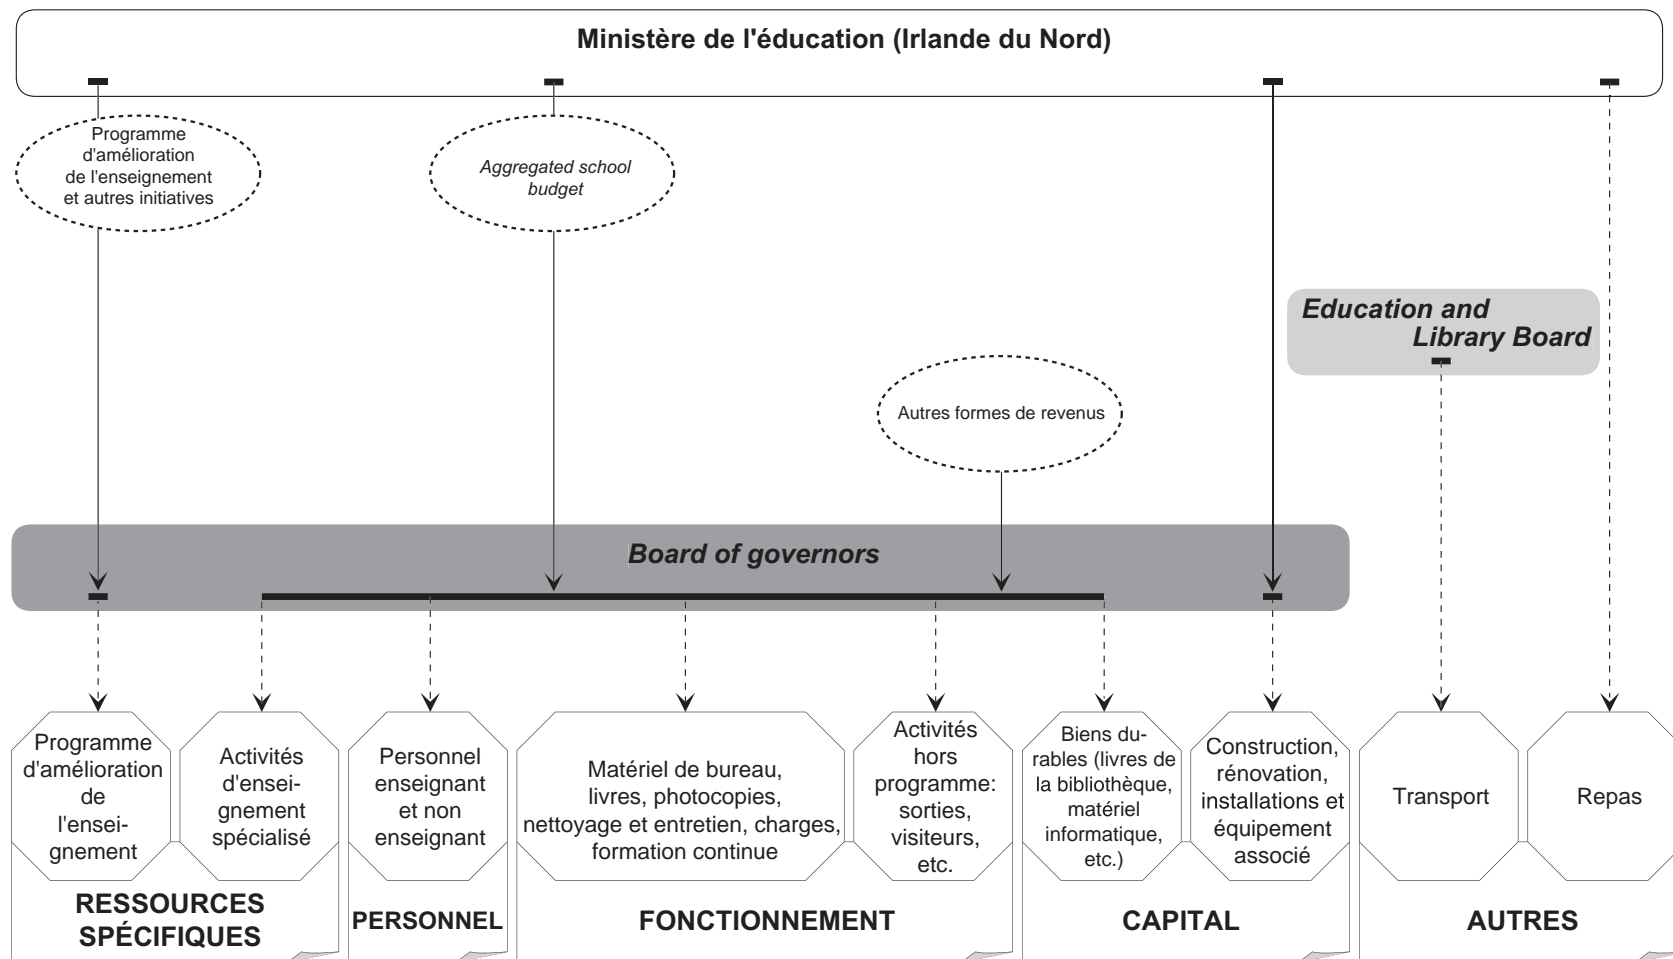 Ministère de l'éducation (Irlande du Nord)
Programme
d'amélioration
de l'enseignement
et autres initiatives
Aggregated school
budget
Education and
Library Board
Autres formes de revenus
Board of governors
Programme
d'amélioration
de
l'ensei-
gnement
Activités
d'ensei-
gnement
spécialisé
Personnel
enseignant
et non
enseignant
Matériel de bureau,
livres, photocopies,
nettoyage et entretien, charges,
formation continue
Activités
hors
programme:
sorties,
visiteurs,
etc.
Biens du-
rables (livres de
la bibliothèque,
matériel
informatique,
etc.)
Construction,
rénovation,
installations et
équipement
associé
Transport
Repas
RESSOURCES
SPÉCIFIQUES
PERSONNEL
FONCTIONNEMENT
CAPITAL
AUTRES